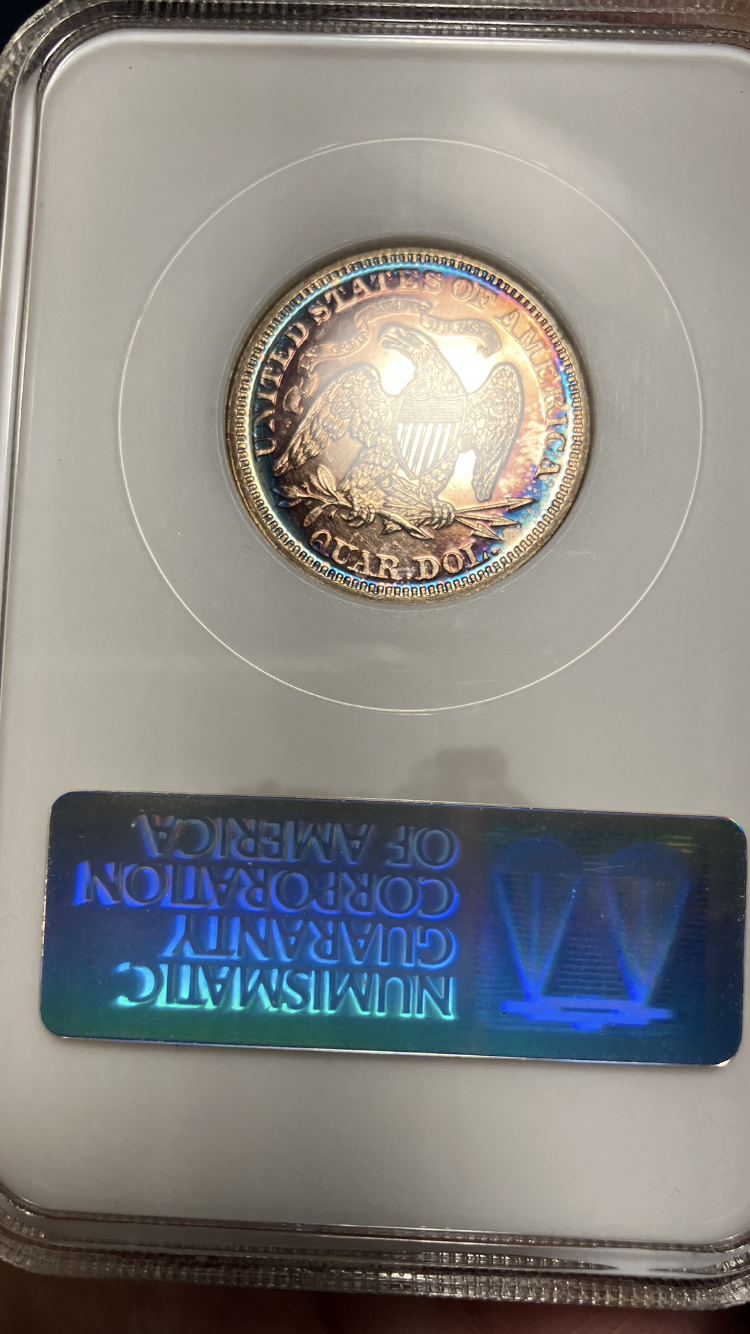 UNITED STATES OF AMERICA
QUAR. DOL.
NUMISMATIC
GUARANTY
CORPORATION
OF AMERICA